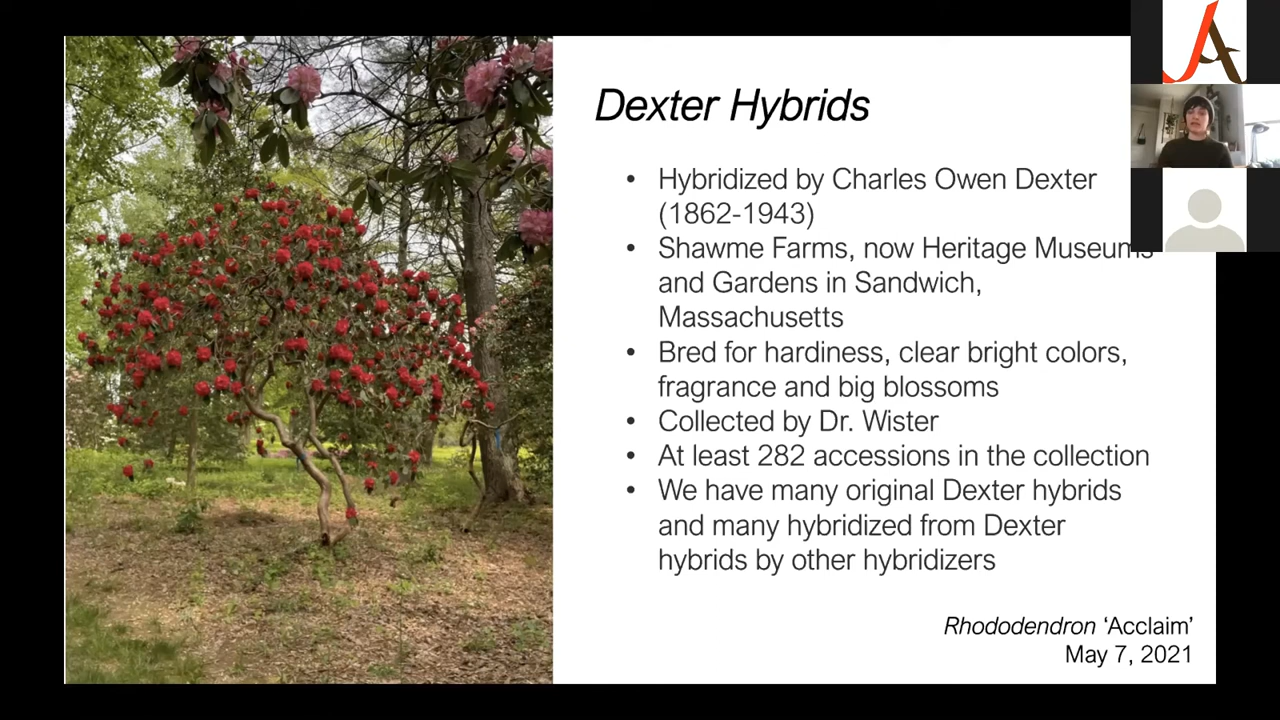 Dexter Hybrids
• Hybridized by Charles Owen Dexter
(1862-1943)
• Shawme Farms, now Heritage Museums
and Gardens in Sandwich,
Massachusetts
• Bred for hardiness, clear bright colors,
fragrance and big blossoms
• Collected by Dr. Wister
• At least 282 accessions in the collection
• We have many original Dexter hybrids
and many hybridized from Dexter
hybrids by other hybridizers
Rhododendron ‘Acclaim’
May 7, 2021